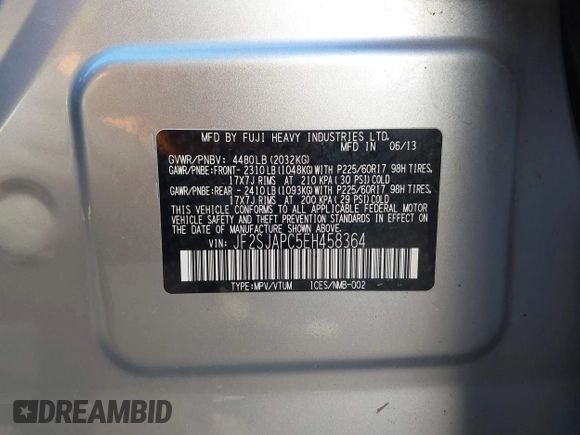 MFD BY FUJI HEAVY INDUSTRIES LTD.
MFD IN 06/13
GVWR/PNBV: 4480LB(2032KG)
GAWR/PNBE:FRONT- 2310LB(1048KG)WITH P225/60R17 98H TIRES.
17X7J RIMS AT 210 KPA(30 PSI)COLD
GAWR/PNBE:REAR - 2410LB(1093KG)WITH P225/60R17 98H TIRES.
17X7J RIMS AT 200 KPA(29 PSI)COLD
THIS VEHICLE CONFORMS TO ALL APPLICABLE FEDERAL MOTOR
VEHICLE SAFETY AND THEFT PREVENTION STANDARDS IN EFFECT ON
THE DATE OF MANUFACTURE SHOWN ABOVE.
VIN: JF2SJAPC5EH458364
TYPE:MPV/VTUM ICES/NMB-002
DREAMBID